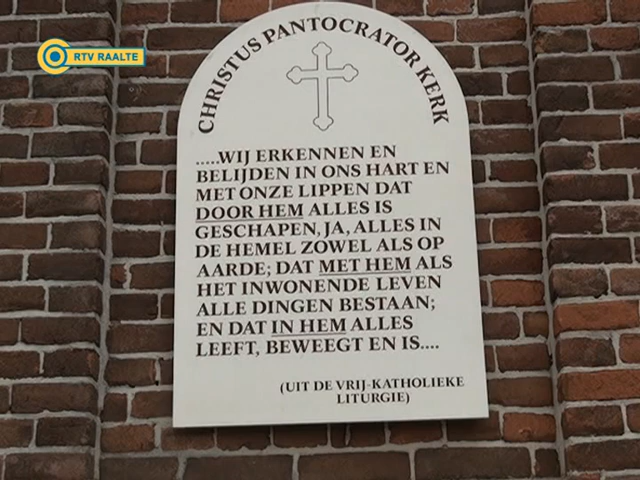 RTV RAALTE
CHRISTUS PANTOCRATOR KERK
.....WIJ ERKENNEN EN
BELIJDEN IN ONS HART EN
MET ONZE LIPPEN DAT
DOOR HEM ALLES IS
GESCHAPEN, JA, ALLES IN
DE HEMEL ZOWEL ALS OP
AARDE; DAT MET HEM ALS
HET INWONENDE LEVEN
ALLE DINGEN BESTAAN;
EN DAT IN HEM ALLES
LEEFT, BEWEEGT EN IS....
(UIT DE VRIJ-KATHOLIEKE
LITURGIE)